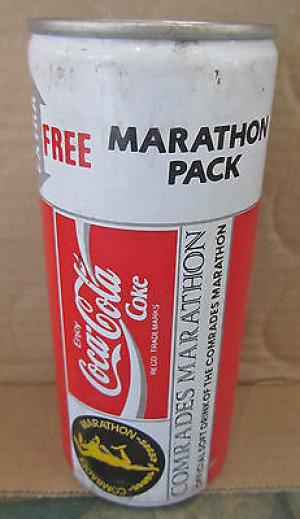 FREE
MARATHON
PACK
ENJOY
Coca-Cola
Coke
REGD TRADE MARKS
COMRADES MARATHON
OFFICIAL SOFT DRINK OF THE COMRADES MARATHON
MARATHON
COMRADES